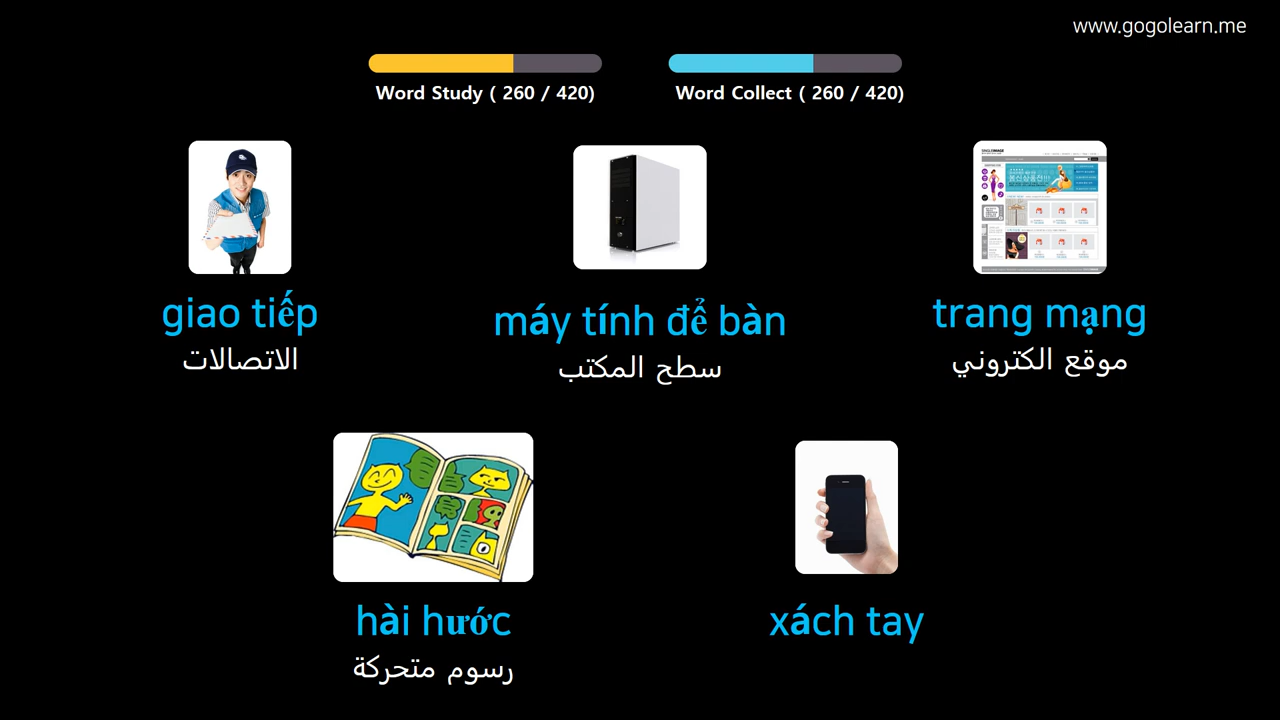 www.gogolearn.me
Word Study ( 260 / 420)
Word Collect ( 260 / 420)
giao tiếp
الاتصالات
máy tính để bàn
سطح المكتب
trang mạng
موقع الكتروني
hài hước
رسوم متحركة
xách tay